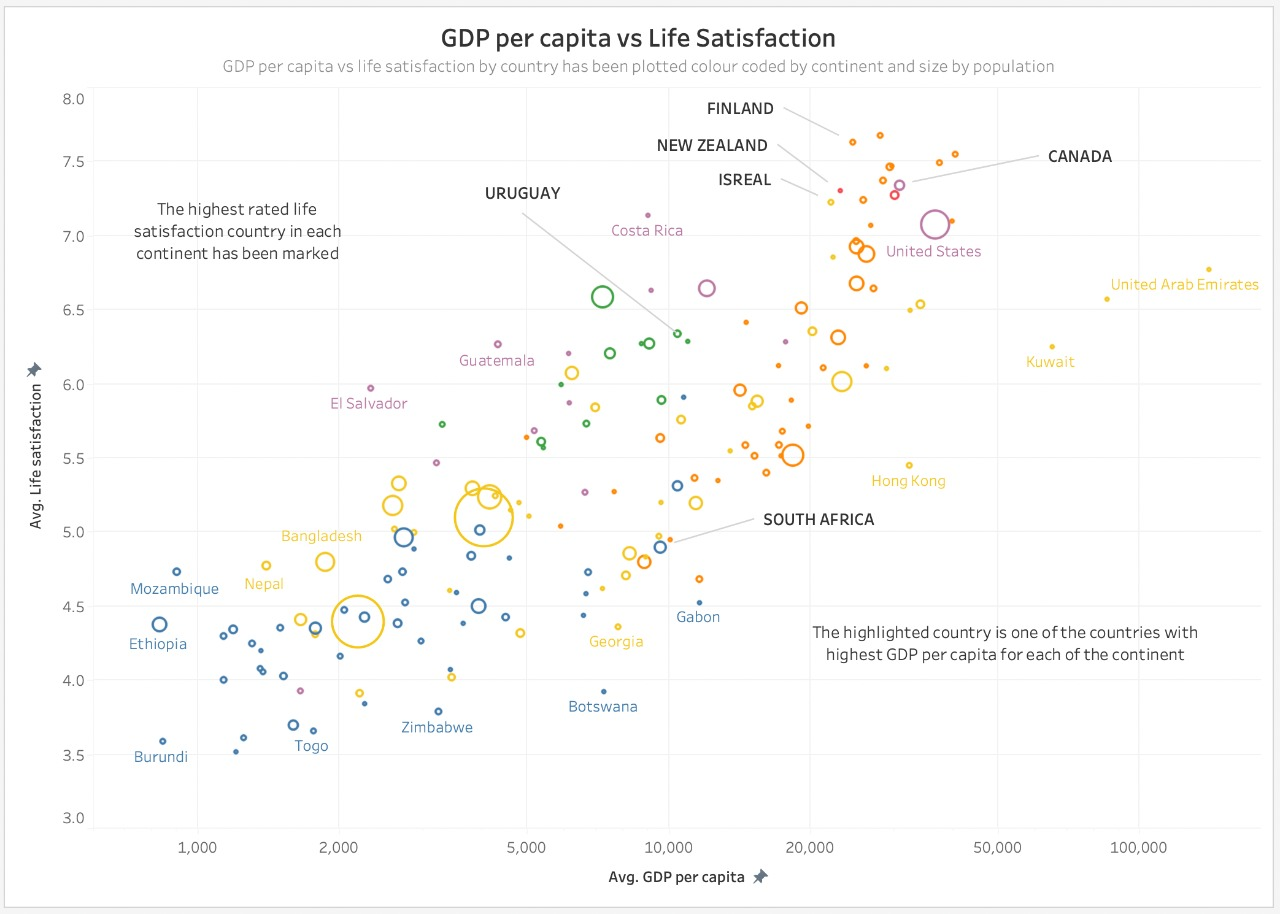 GDP per capita vs Life Satisfaction
GDP per capita vs life satisfaction by country has been plotted colour coded by continent and size by population
8.0
7.5
7.0
6.5
6.0
5.5
5.0
4.5
4.0
3.5
3.0
Avg. Life satisfaction
FINLAND
NEW ZEALAND
CANADA
ISREAL
URUGUAY
The highest rated life
satisfaction country in each
continent has been marked
Costa Rica
United States
United Arab Emirates
Guatemala
Kuwait
El Salvador
Hong Kong
SOUTH AFRICA
Bangladesh
Nepal
Mozambique
Gabon
Ethiopia
Georgia
The highlighted country is one of the countries with
highest GDP per capita for each of the continent
Botswana
Zimbabwe
Togo
Burundi
1,000
2,000
5,000
10,000
20,000
50,000
100,000
Avg. GDP per capita